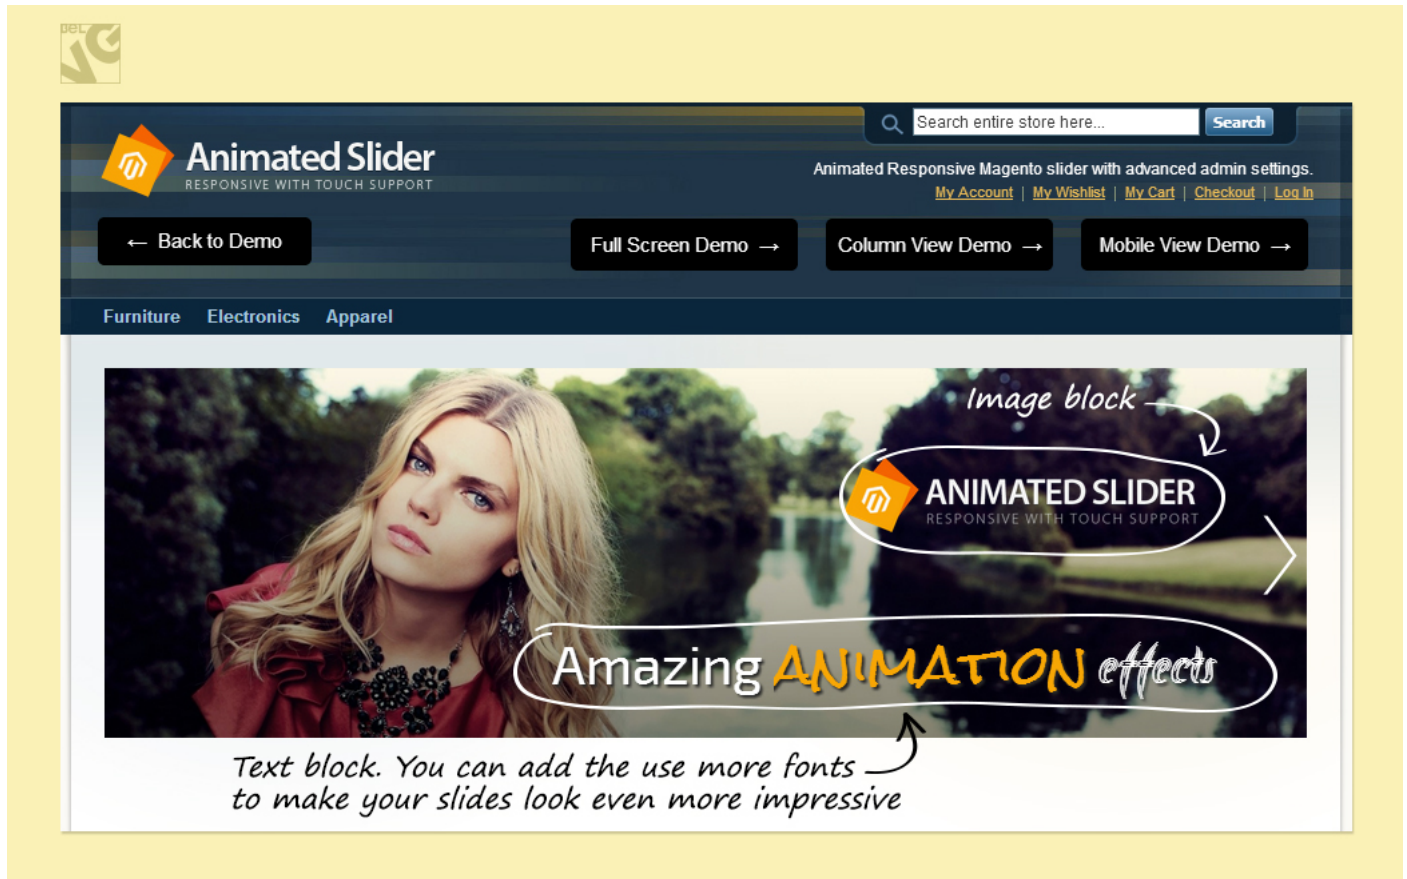 BEL
VG
Search entire store here...
Search
Animated Slider
RESPONSIVE WITH TOUCH SUPPORT
Animated Responsive Magento slider with advanced admin settings.
My Account | My Wishlist | My Cart | Checkout | Log In
← Back to Demo
Full Screen Demo →
Column View Demo →
Mobile View Demo →
Furniture Electronics Apparel
Image block
ANIMATED SLIDER
RESPONSIVE WITH TOUCH SUPPORT
Amazing ANIMATION effects
Text block. You can add the use more fonts
to make your slides look even more impressive